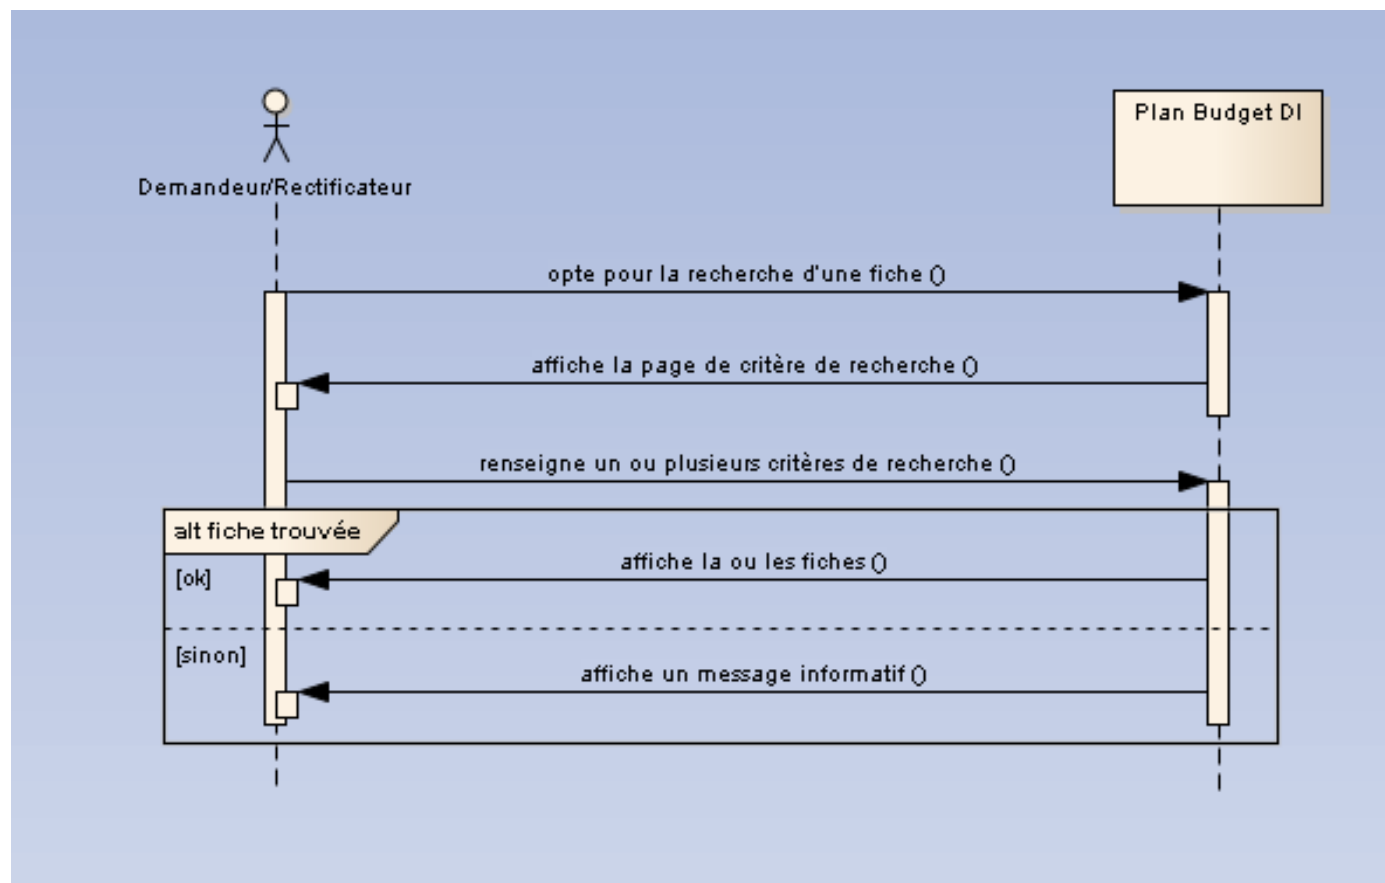 Plan Budget DI
Demandeur/Rectificateur
opte pour la recherche d'une fiche ()
affiche la page de critère de recherche ()
renseigne un ou plusieurs critères de recherche ()
alt fiche trouvée
affiche la ou les fiches ()
[ok]
[sinon]
affiche un message informatif ()